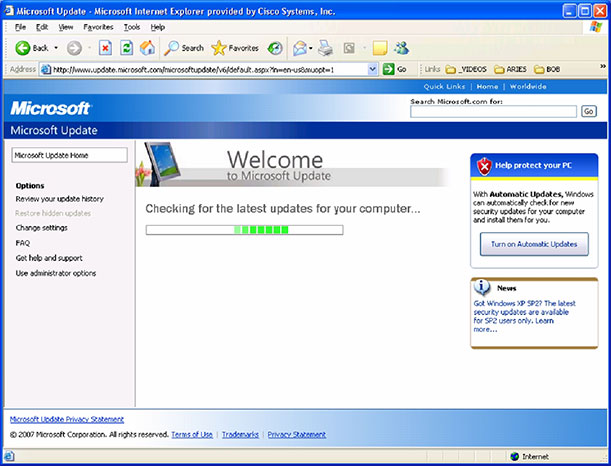 Microsoft Update - Microsoft Internet Explorer provided by Cisco Systems, Inc.
File Edit View Favorites Tools Help
Back Search Favorites
Address http://www.update.microsoft.com/microsoftupdate/v6/default.aspx?ln=en-us&muopt=1 Go Links _VIDEOS ARIES BOB
Quick Links | Home | Worldwide
Microsoft
Search Microsoft.com for:
Go
Microsoft Update
Microsoft Update Home
Options
Review your update history
Restore hidden updates
Change settings
FAQ
Get help and support
Use administrator options
Welcome
to Microsoft Update
Checking for the latest updates for your computer...
Help protect your PC
With Automatic Updates, Windows
can automatically check for new
security updates for your computer
and install them for you.
Turn on Automatic Updates
News
Got Windows XP SP2? The latest
security updates are available
for SP2 users only. Learn
more...
Microsoft Update Privacy Statement
© 2007 Microsoft Corporation. All rights reserved. Terms of Use | Trademarks | Privacy Statement
Internet